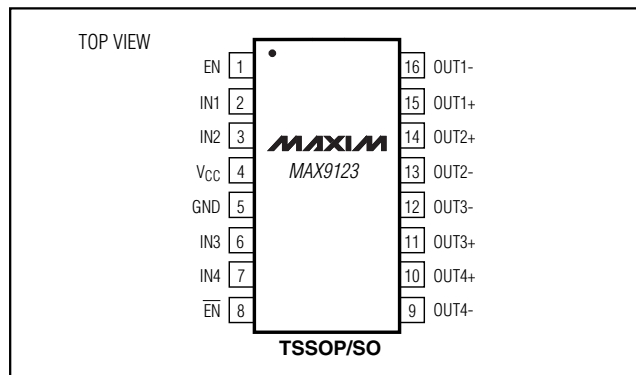 TOP VIEW
EN 1
IN1 2
IN2 3
VCC 4
GND 5
IN3 6
IN4 7
E̅N̅ 8
MAXIM
MAX9123
16 OUT1-
15 OUT1+
14 OUT2+
13 OUT2-
12 OUT3-
11 OUT3+
10 OUT4+
9 OUT4-
TSSOP/SO